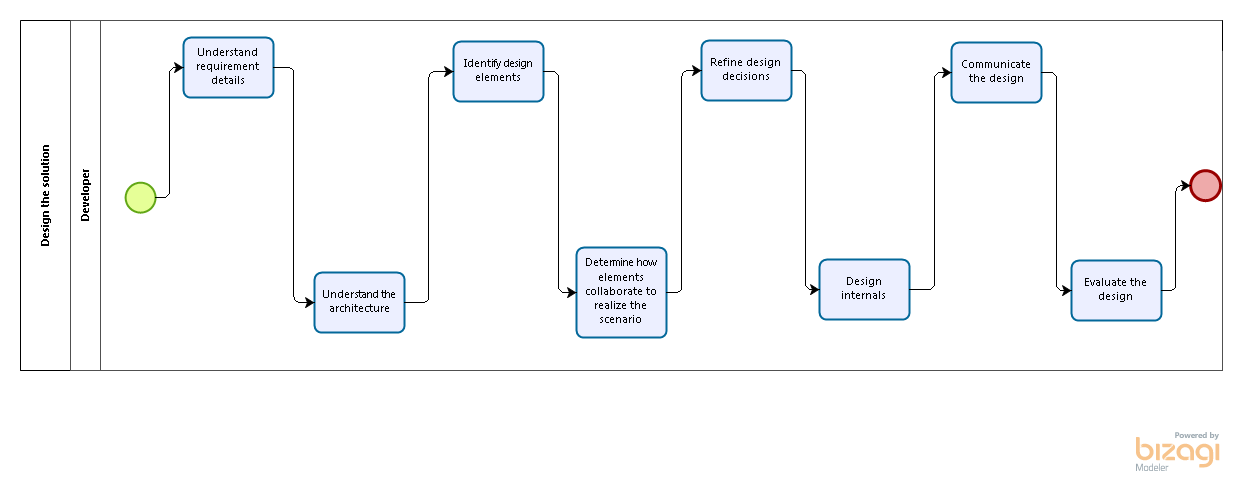 Design the solution
Developer
Understand
requirement
details
Understand the
architecture
Identify design
elements
Determine how
elements
collaborate to
realize the
scenario
Refine design
decisions
Design
internals
Communicate
the design
Evaluate the
design
Powered by
bizagi
Modeler